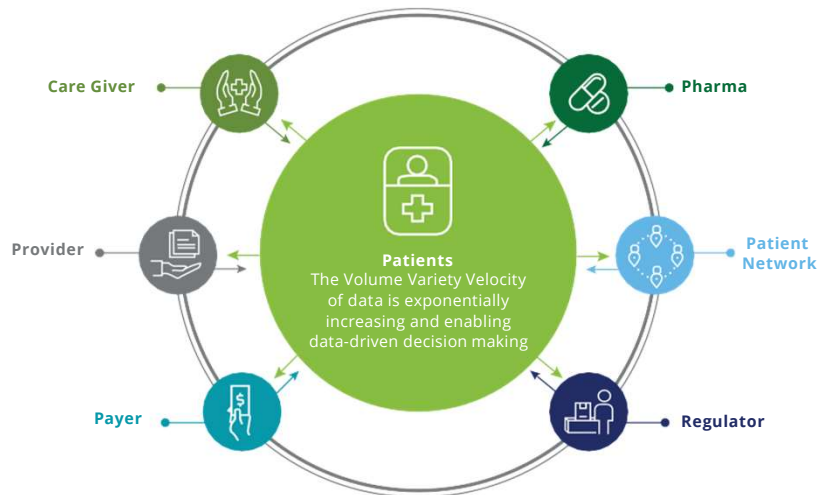 Care Giver
Pharma
Provider
Patients
The Volume Variety Velocity
of data is exponentially
increasing and enabling
data-driven decision making
Patient
Network
$
Payer
Regulator